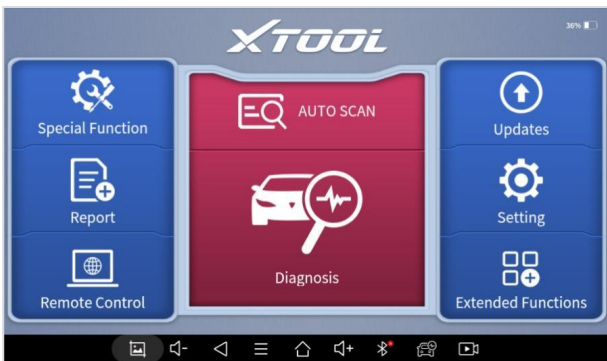 XTOOL
36%
Special Function
AUTO SCAN
Updates
Report
Diagnosis
Setting
Remote Control
Extended Functions